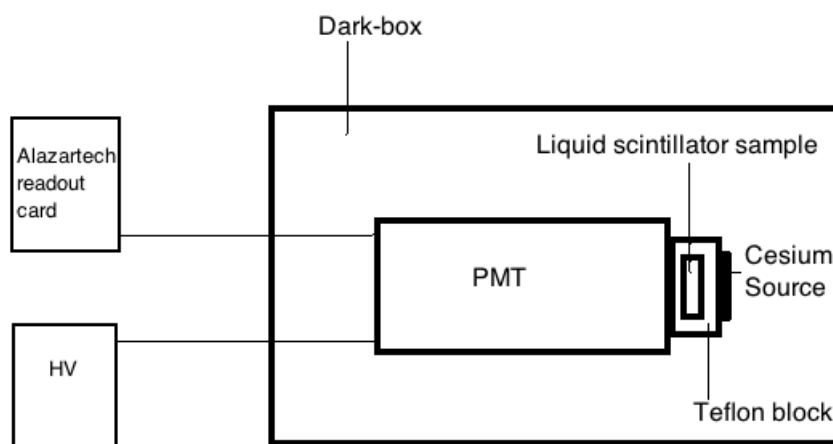 Dark-box
Alazartech
readout
card
Liquid scintillator sample
PMT
Cesium
Source
HV
Teflon block